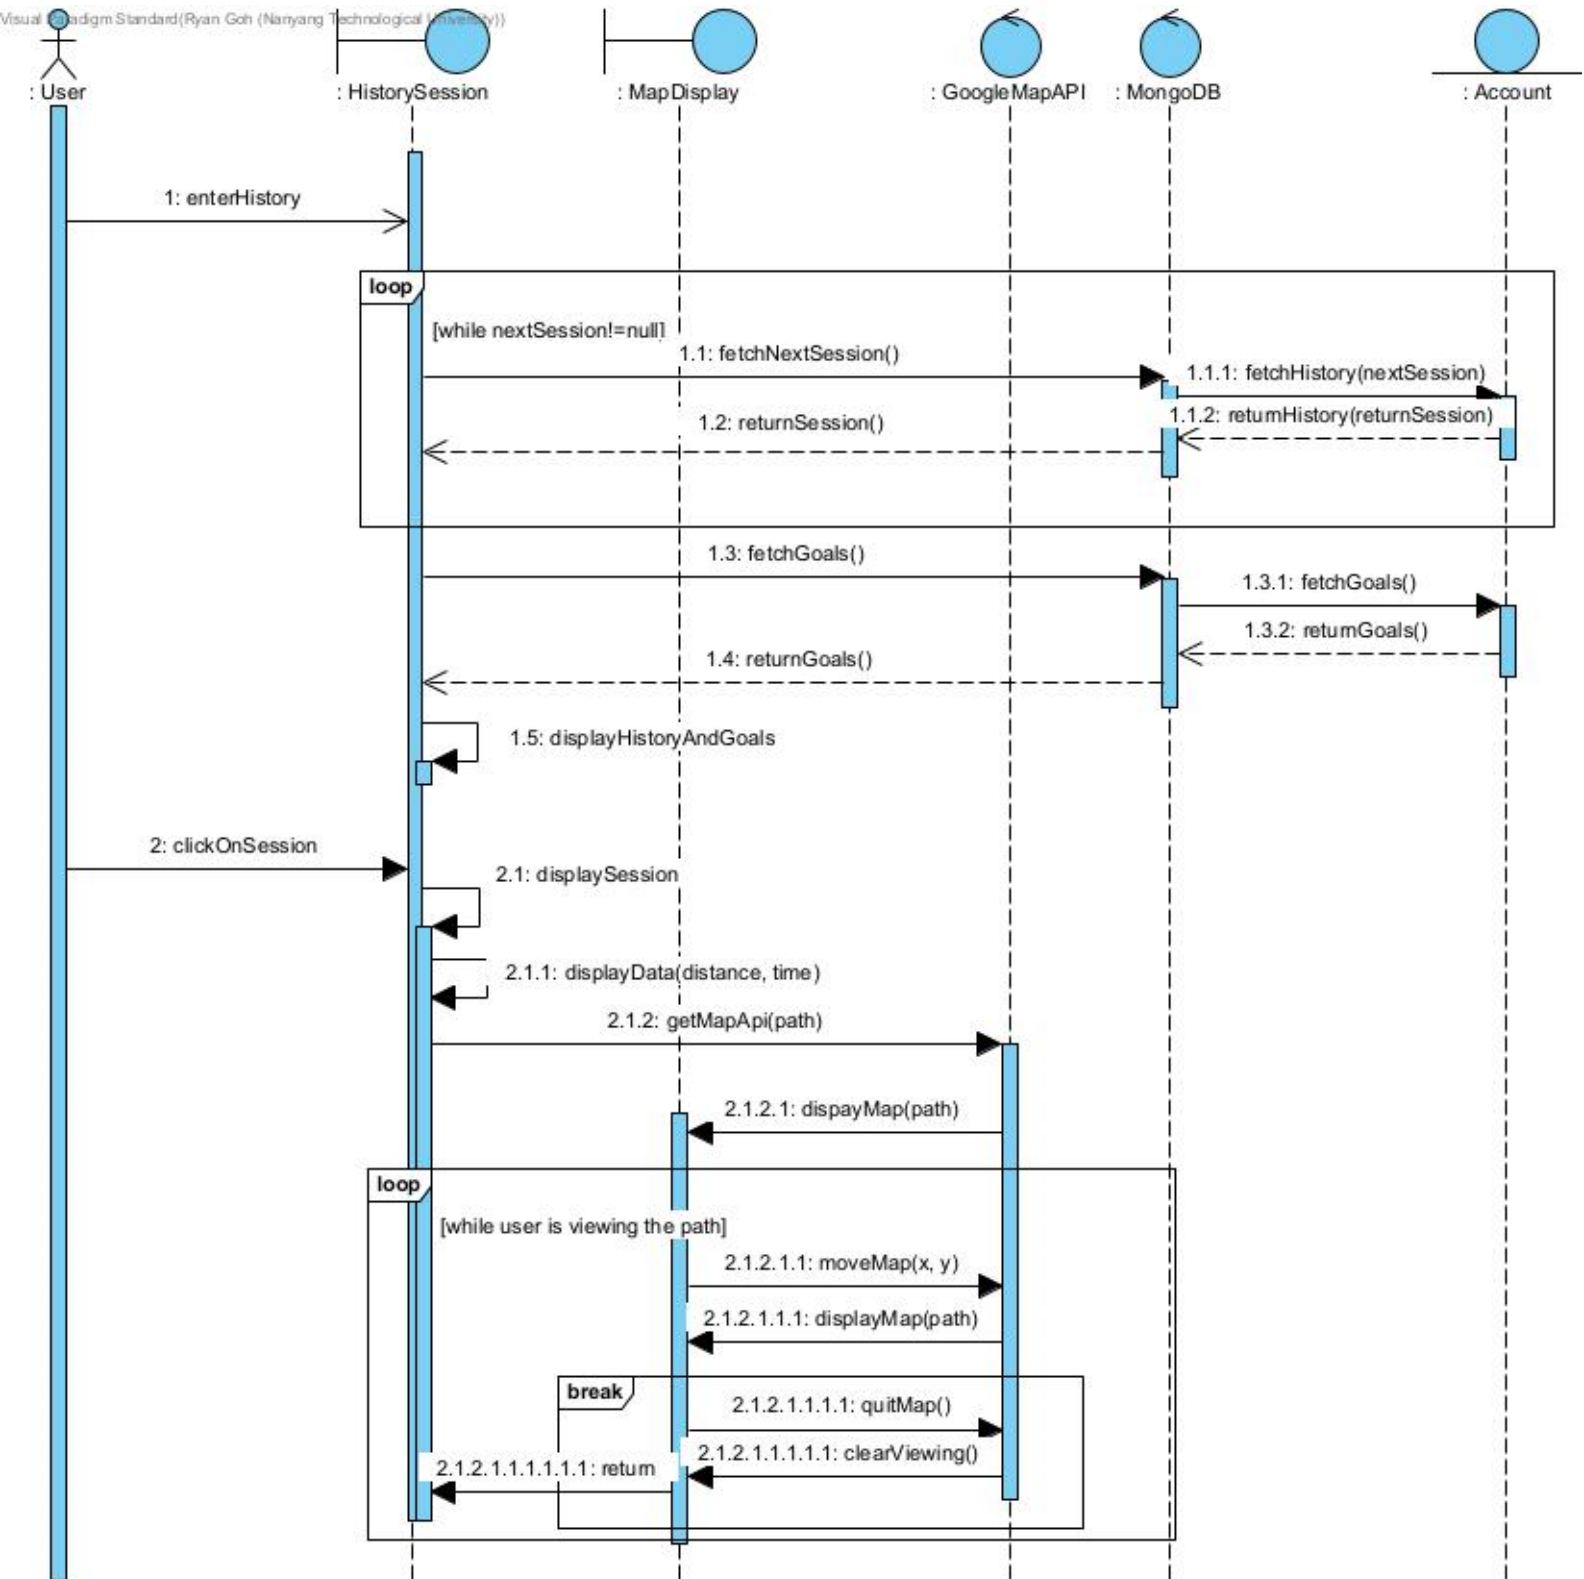 Visual Paradigm Standard(Ryan Goh (Nanyang Technological University))
: User
: HistorySession
: MapDisplay
: GoogleMapAPI
: MongoDB
: Account
1: enterHistory
loop
[while nextSession!=null]
1.1: fetchNextSession()
1.1.1: fetchHistory(nextSession)
1.1.2: returnHistory(returnSession)
1.2: returnSession()
1.3: fetchGoals()
1.3.1: fetchGoals()
1.3.2: returnGoals()
1.4: returnGoals()
1.5: displayHistoryAndGoals
2: clickOnSession
2.1: displaySession
2.1.1: displayData(distance, time)
2.1.2: getMapApi(path)
2.1.2.1: dispayMap(path)
loop
[while user is viewing the path]
2.1.2.1.1: moveMap(x, y)
2.1.2.1.1.1: displayMap(path)
break
2.1.2.1.1.1.1: quitMap()
2.1.2.1.1.1.1.1: clearViewing()
2.1.2.1.1.1.1.1.1: return